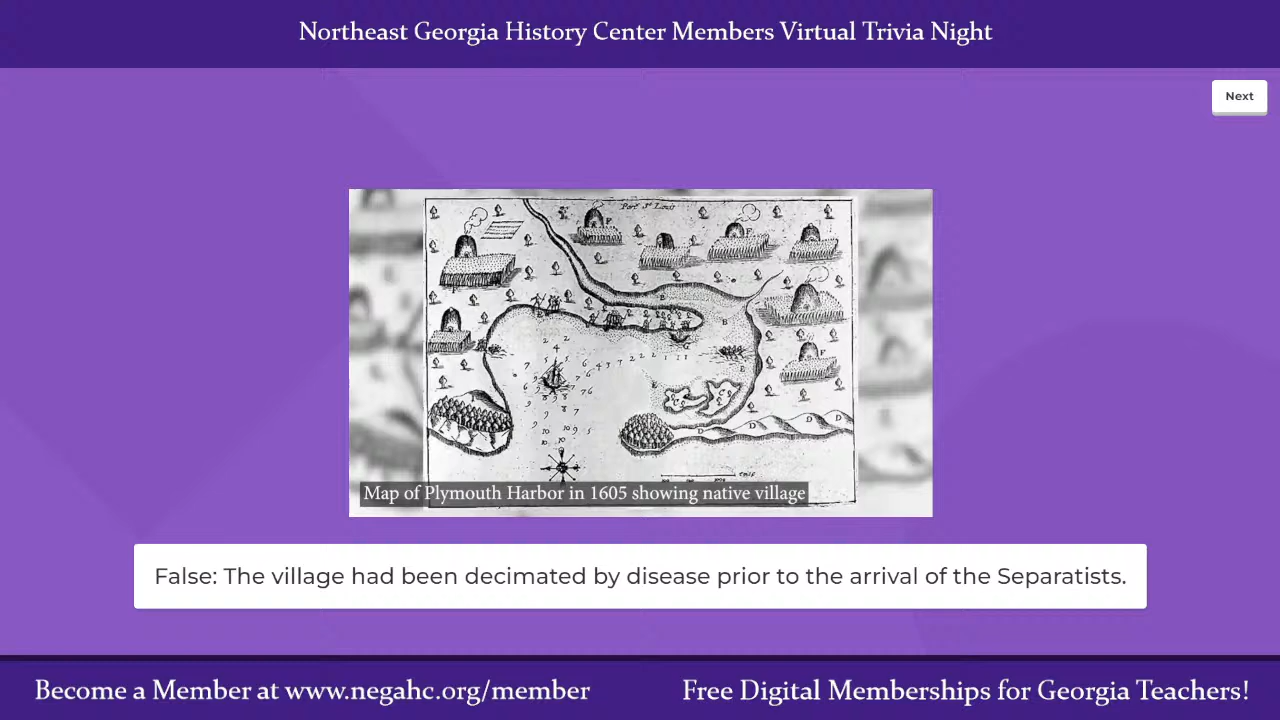 Northeast Georgia History Center Members Virtual Trivia Night
Next
Port St Louis
Map of Plymouth Harbor in 1605 showing native village
False: The village had been decimated by disease prior to the arrival of the Separatists.
Become a Member at www.negahc.org/member
Free Digital Memberships for Georgia Teachers!